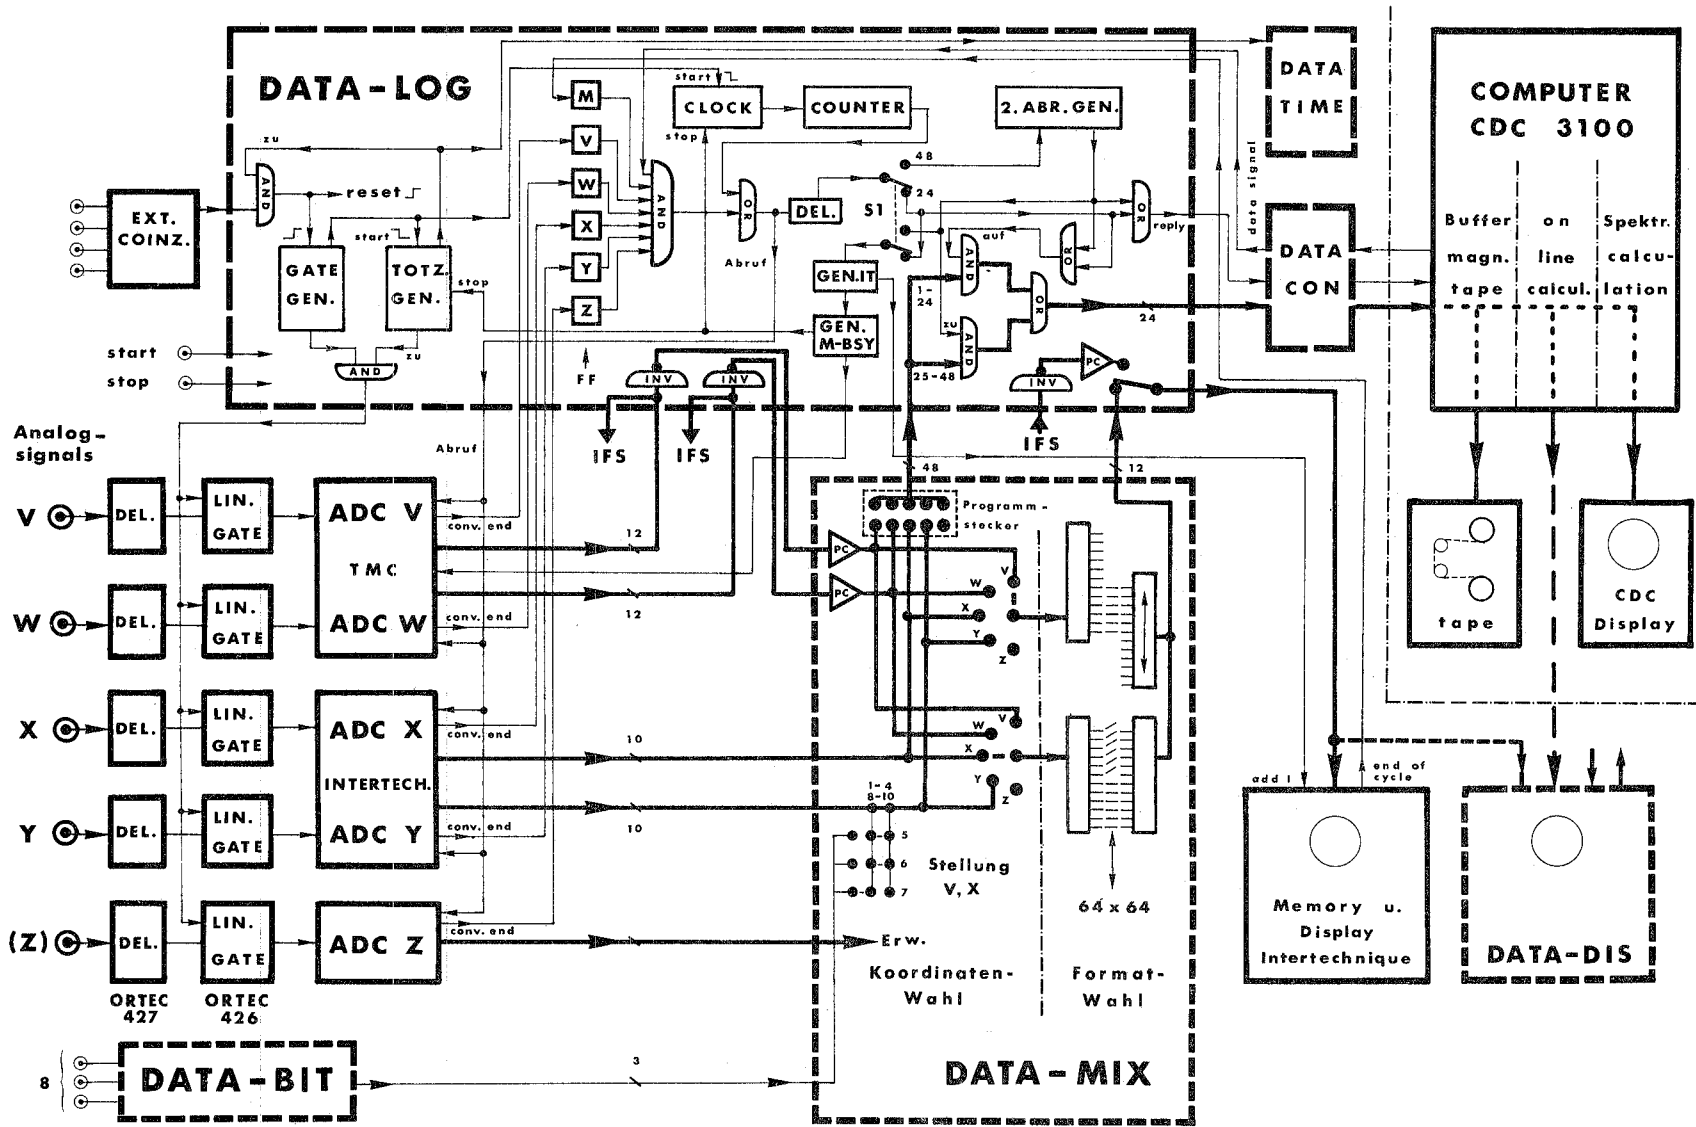 DATA-LOG
start
CLOCK
stop
COUNTER
2. ABR. GEN.
DATA
TIME
COMPUTER
CDC 3100
Buffer
magn.
tape
on
line
calcul.
Spektr.
calcu-
lation
data signal
DATA
CON
zu
AND
reset
EXT.
COINZ.
start
GATE
GEN.
TOTZ.
GEN.
stop
zu
AND
start
stop
M
V
W
X
Y
Z
FF
AND
OR
Abruf
DEL.
48
24
S1
GEN.IT
GEN.
M-BSY
auf
AND
1-
24
zu
AND
25-48
OR
OR
OR
reply
24
INV
INV
INV
PC
IFS
IFS
IFS
Analog-
signals
Abruf
V
DEL.
LIN.
GATE
ADC V
conv. end
12
TMC
W
DEL.
LIN.
GATE
ADC W
conv. end
12
X
DEL.
LIN.
GATE
ADC X
conv. end
10
INTERTECH.
Y
DEL.
LIN.
GATE
ADC Y
conv. end
10
(Z)
DEL.
LIN.
GATE
ADC Z
conv. end
ORTEC
427
ORTEC
426
8
DATA-BIT
3
48
12
Programm-
stecker
PC
PC
V
W
X
Y
Z
V
W
X
Y
Z
1-4
8-10
5
6
7
Stellung
V, X
64 x 64
Erw.
Koordinaten-
Wahl
Format-
Wahl
DATA-MIX
tape
CDC
Display
add 1
end of
cycle
Memory u.
Display
Intertechnique
DATA-DIS